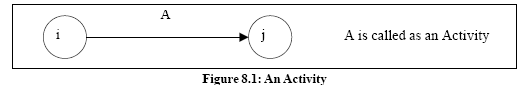 A
i
j
A is called as an Activity
Figure 8.1: An Activity